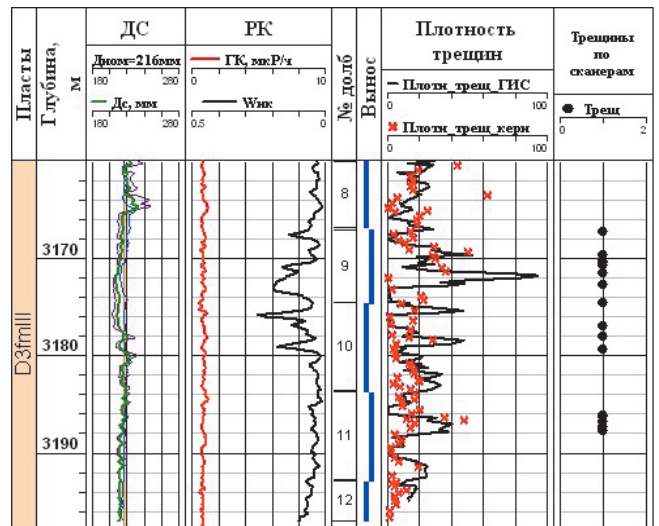 Пласты
Глубина,
м
ДС
Дном=216мм
180 280
Дс, мм
180 280
РК
ГК, мкР/ч
0 10
Wнк
0.5 0
№ долб
Вынос
Плотность
трещин
Плотн_трещ_ГИС
0 100
Плотн_трещ_керн
0 100
Трещины
по
сканерам
Трещ
0 2
D3fmIII
3170
3180
3190
8
9
10
11
12